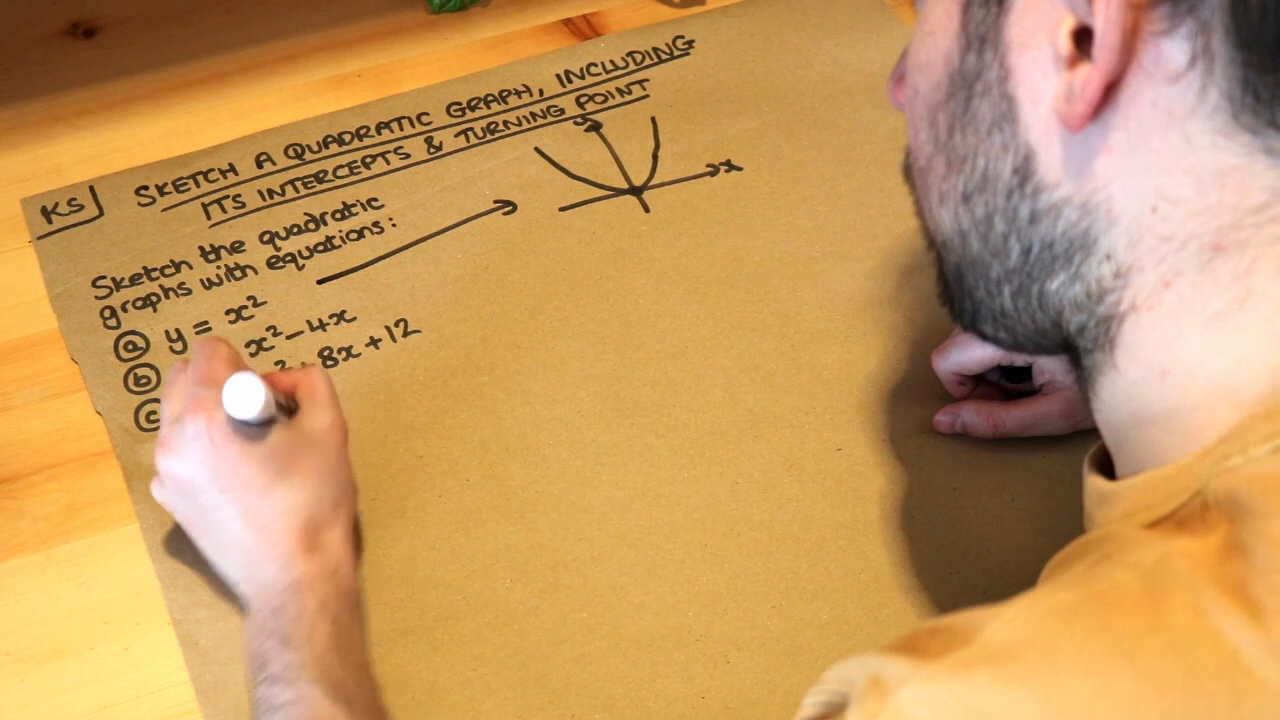 KS
SKETCH A QUADRATIC GRAPH, INCLUDING
ITS INTERCEPTS & TURNING POINT
Sketch the quadratic
graphs with equations:
(a) y = x²
(b) x² - 4x
(c) ² + 8x + 12
x